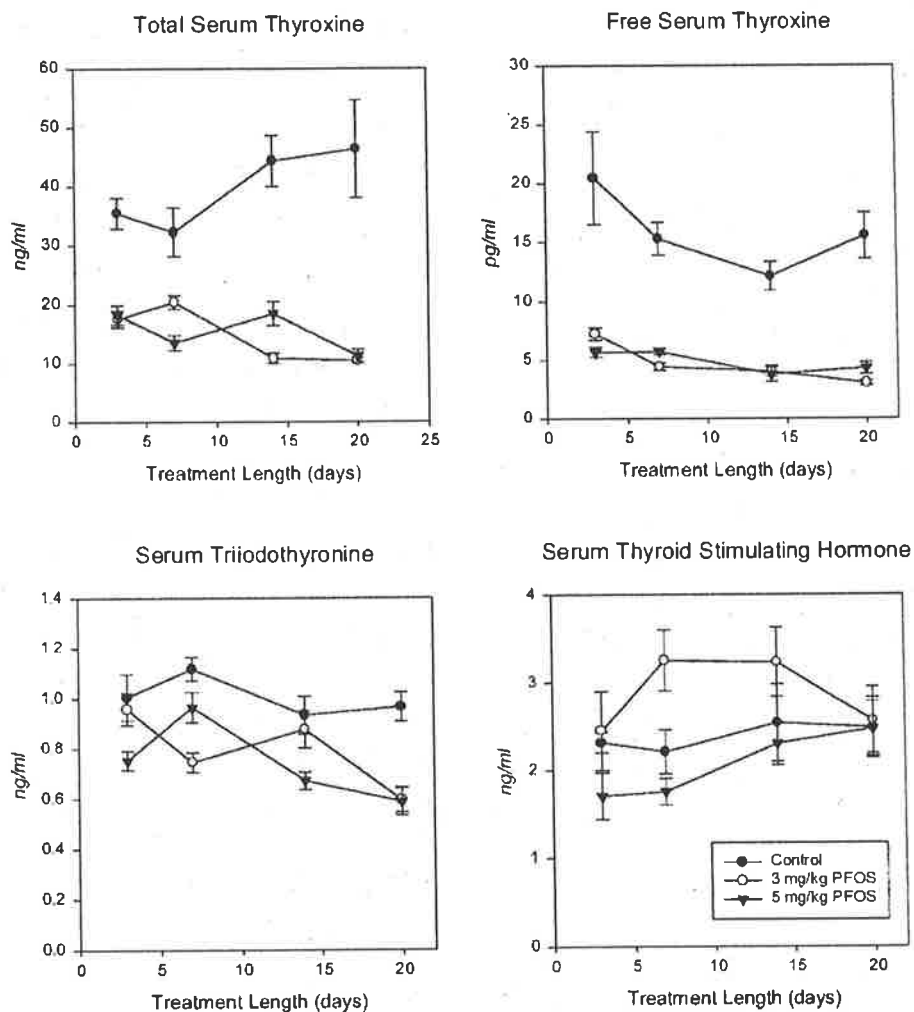 Total Serum Thyroxine
60
50
40
30
20
10
0
ng/ml
0 5 10 15 20 25
Treatment Length (days)
Free Serum Thyroxine
30
25
20
15
10
5
0
pg/ml
0 5 10 15 20
Treatment Length (days)
Serum Triiodothyronine
1.4
1.2
1.0
0.8
0.6
0.4
0.2
0.0
ng/ml
0 5 10 15 20
Treatment Length (days)
Serum Thyroid Stimulating Hormone
4
3
2
1
0
ng/ml
Control
3 mg/kg PFOS
5 mg/kg PFOS
0 5 10 15 20
Treatment Length (days)